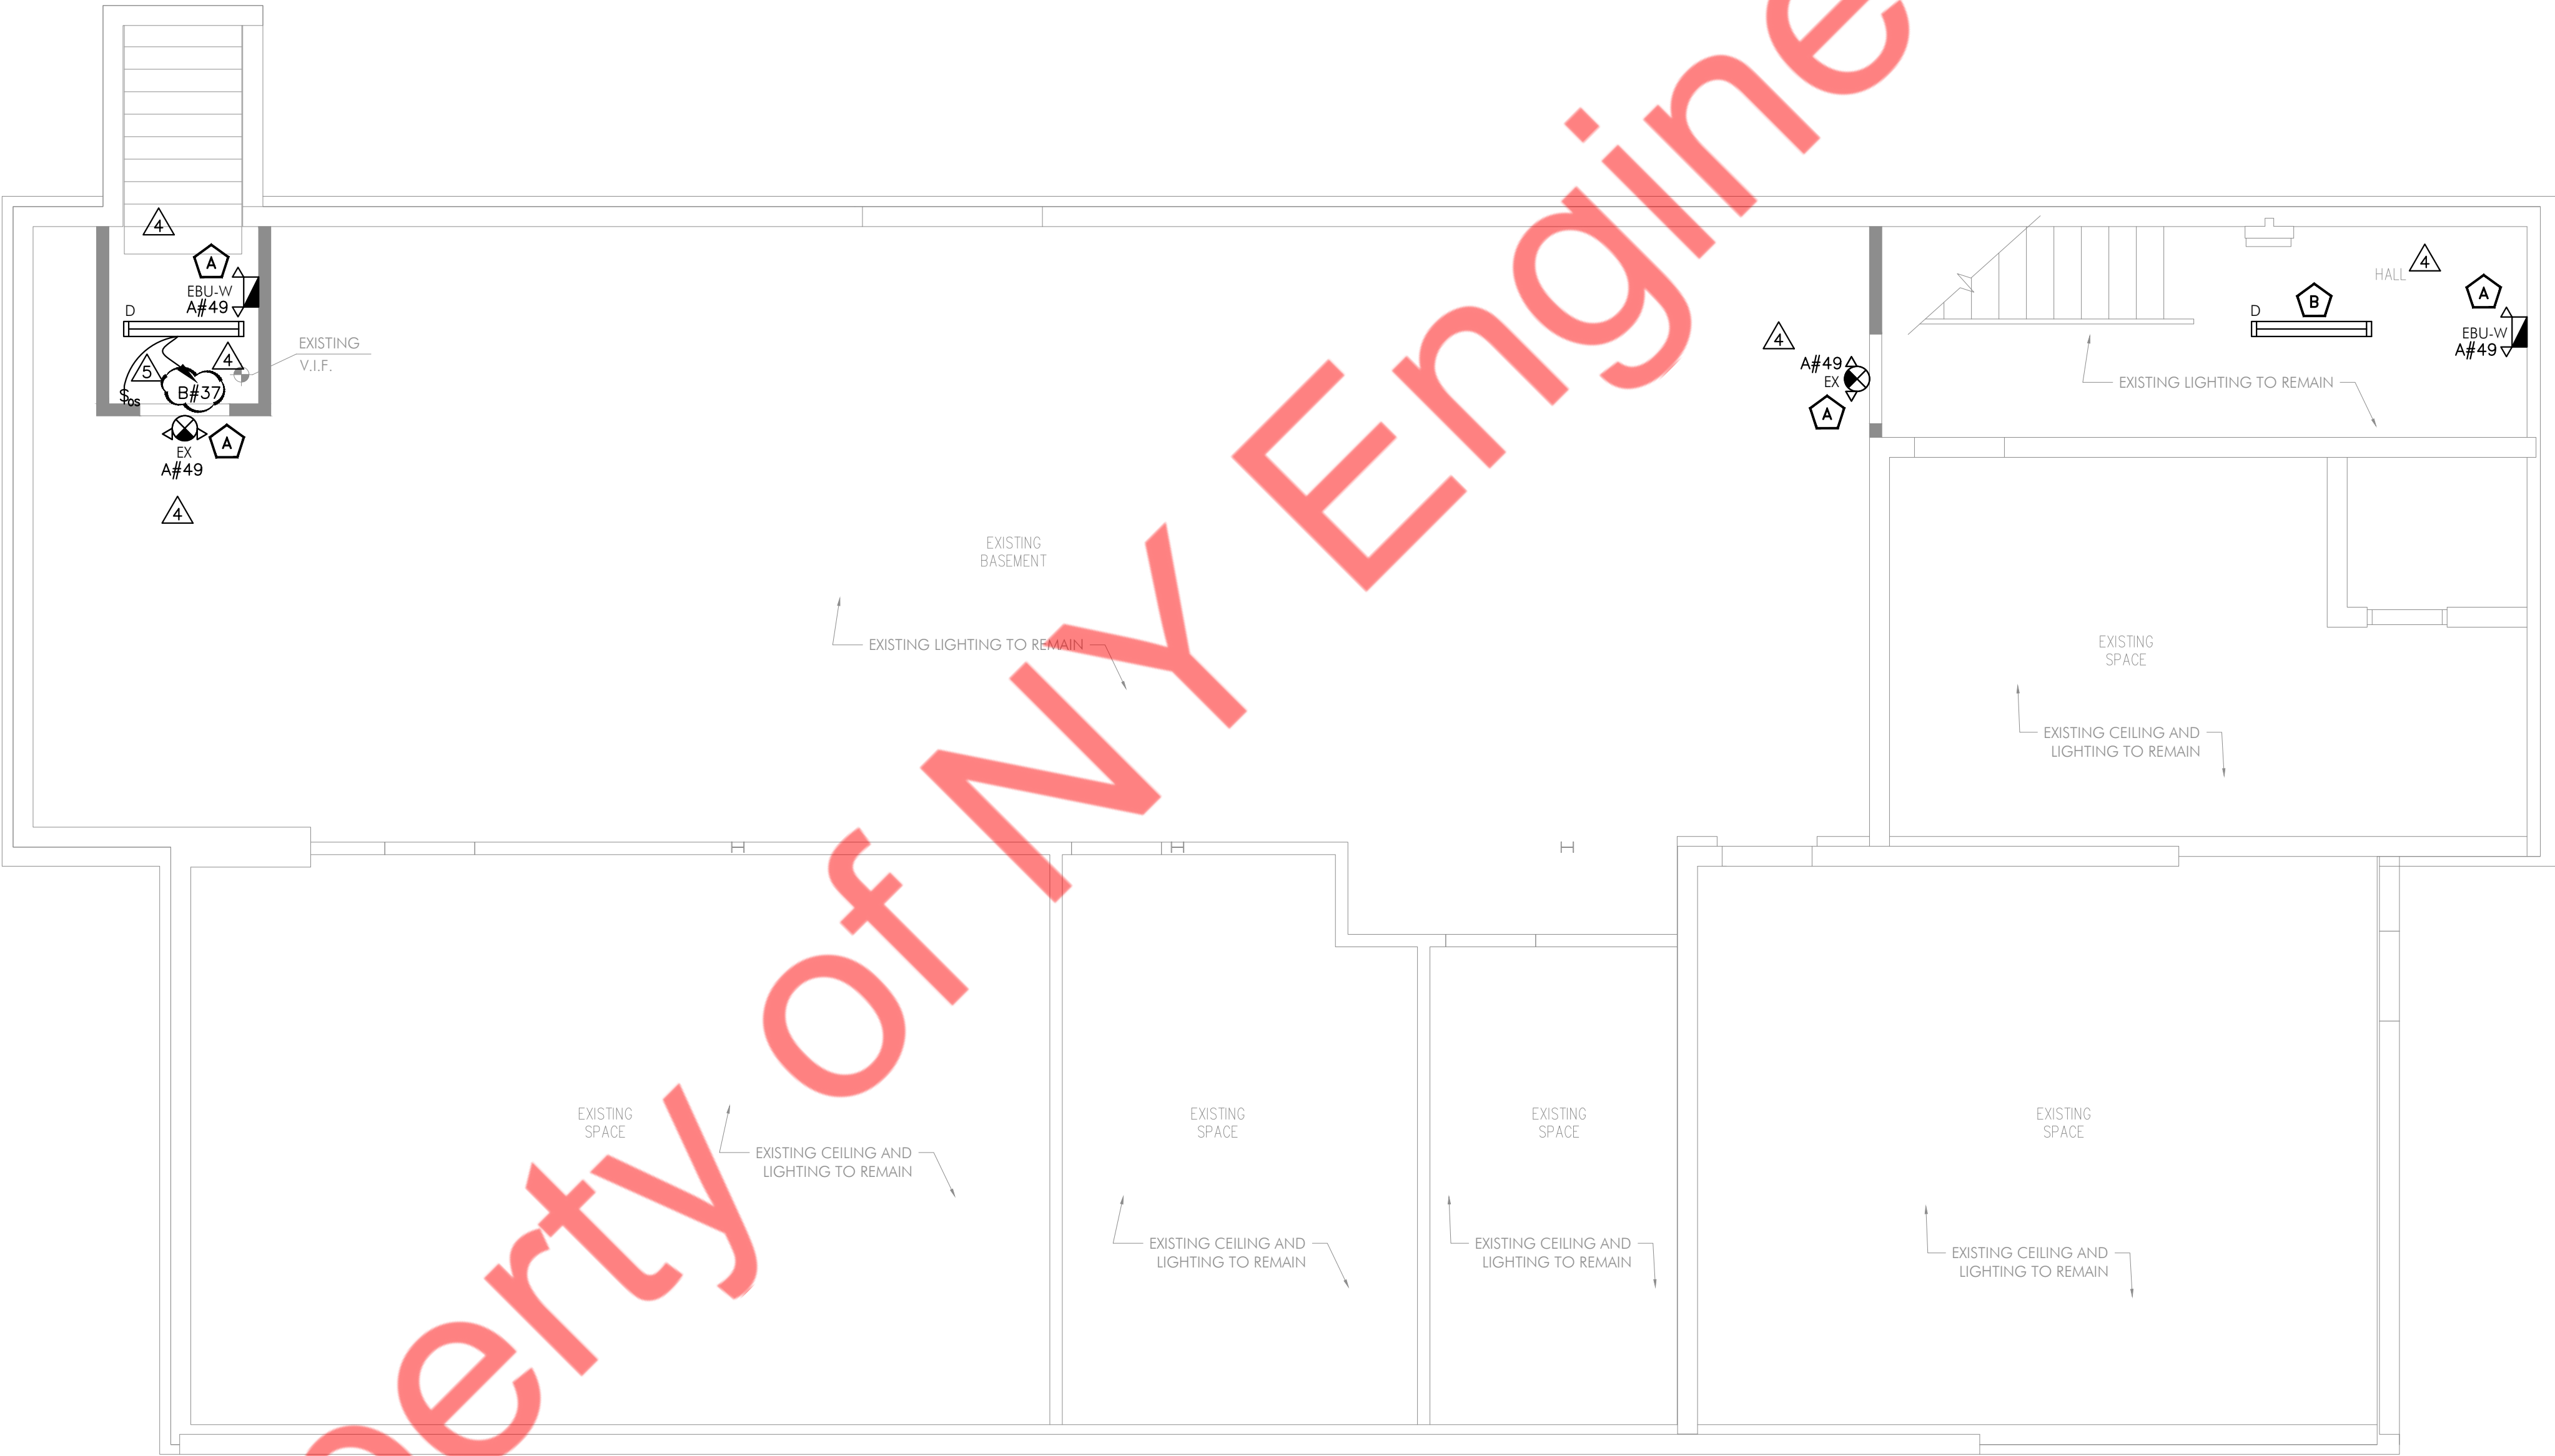 4
A
EBU-W
A#49
D
5
4
B#37
S
OS
EXISTING
V.I.F.
EX
A
A#49
4
4
A#49
EX
A
HALL
4
A
EBU-W
A#49
B
D
EXISTING LIGHTING TO REMAIN
EXISTING
BASEMENT
EXISTING LIGHTING TO REMAIN
EXISTING
SPACE
EXISTING CEILING AND
LIGHTING TO REMAIN
EXISTING
SPACE
EXISTING CEILING AND
LIGHTING TO REMAIN
EXISTING
SPACE
EXISTING CEILING AND
LIGHTING TO REMAIN
EXISTING
SPACE
EXISTING CEILING AND
LIGHTING TO REMAIN
EXISTING
SPACE
EXISTING CEILING AND
LIGHTING TO REMAIN
perty of NY Engine